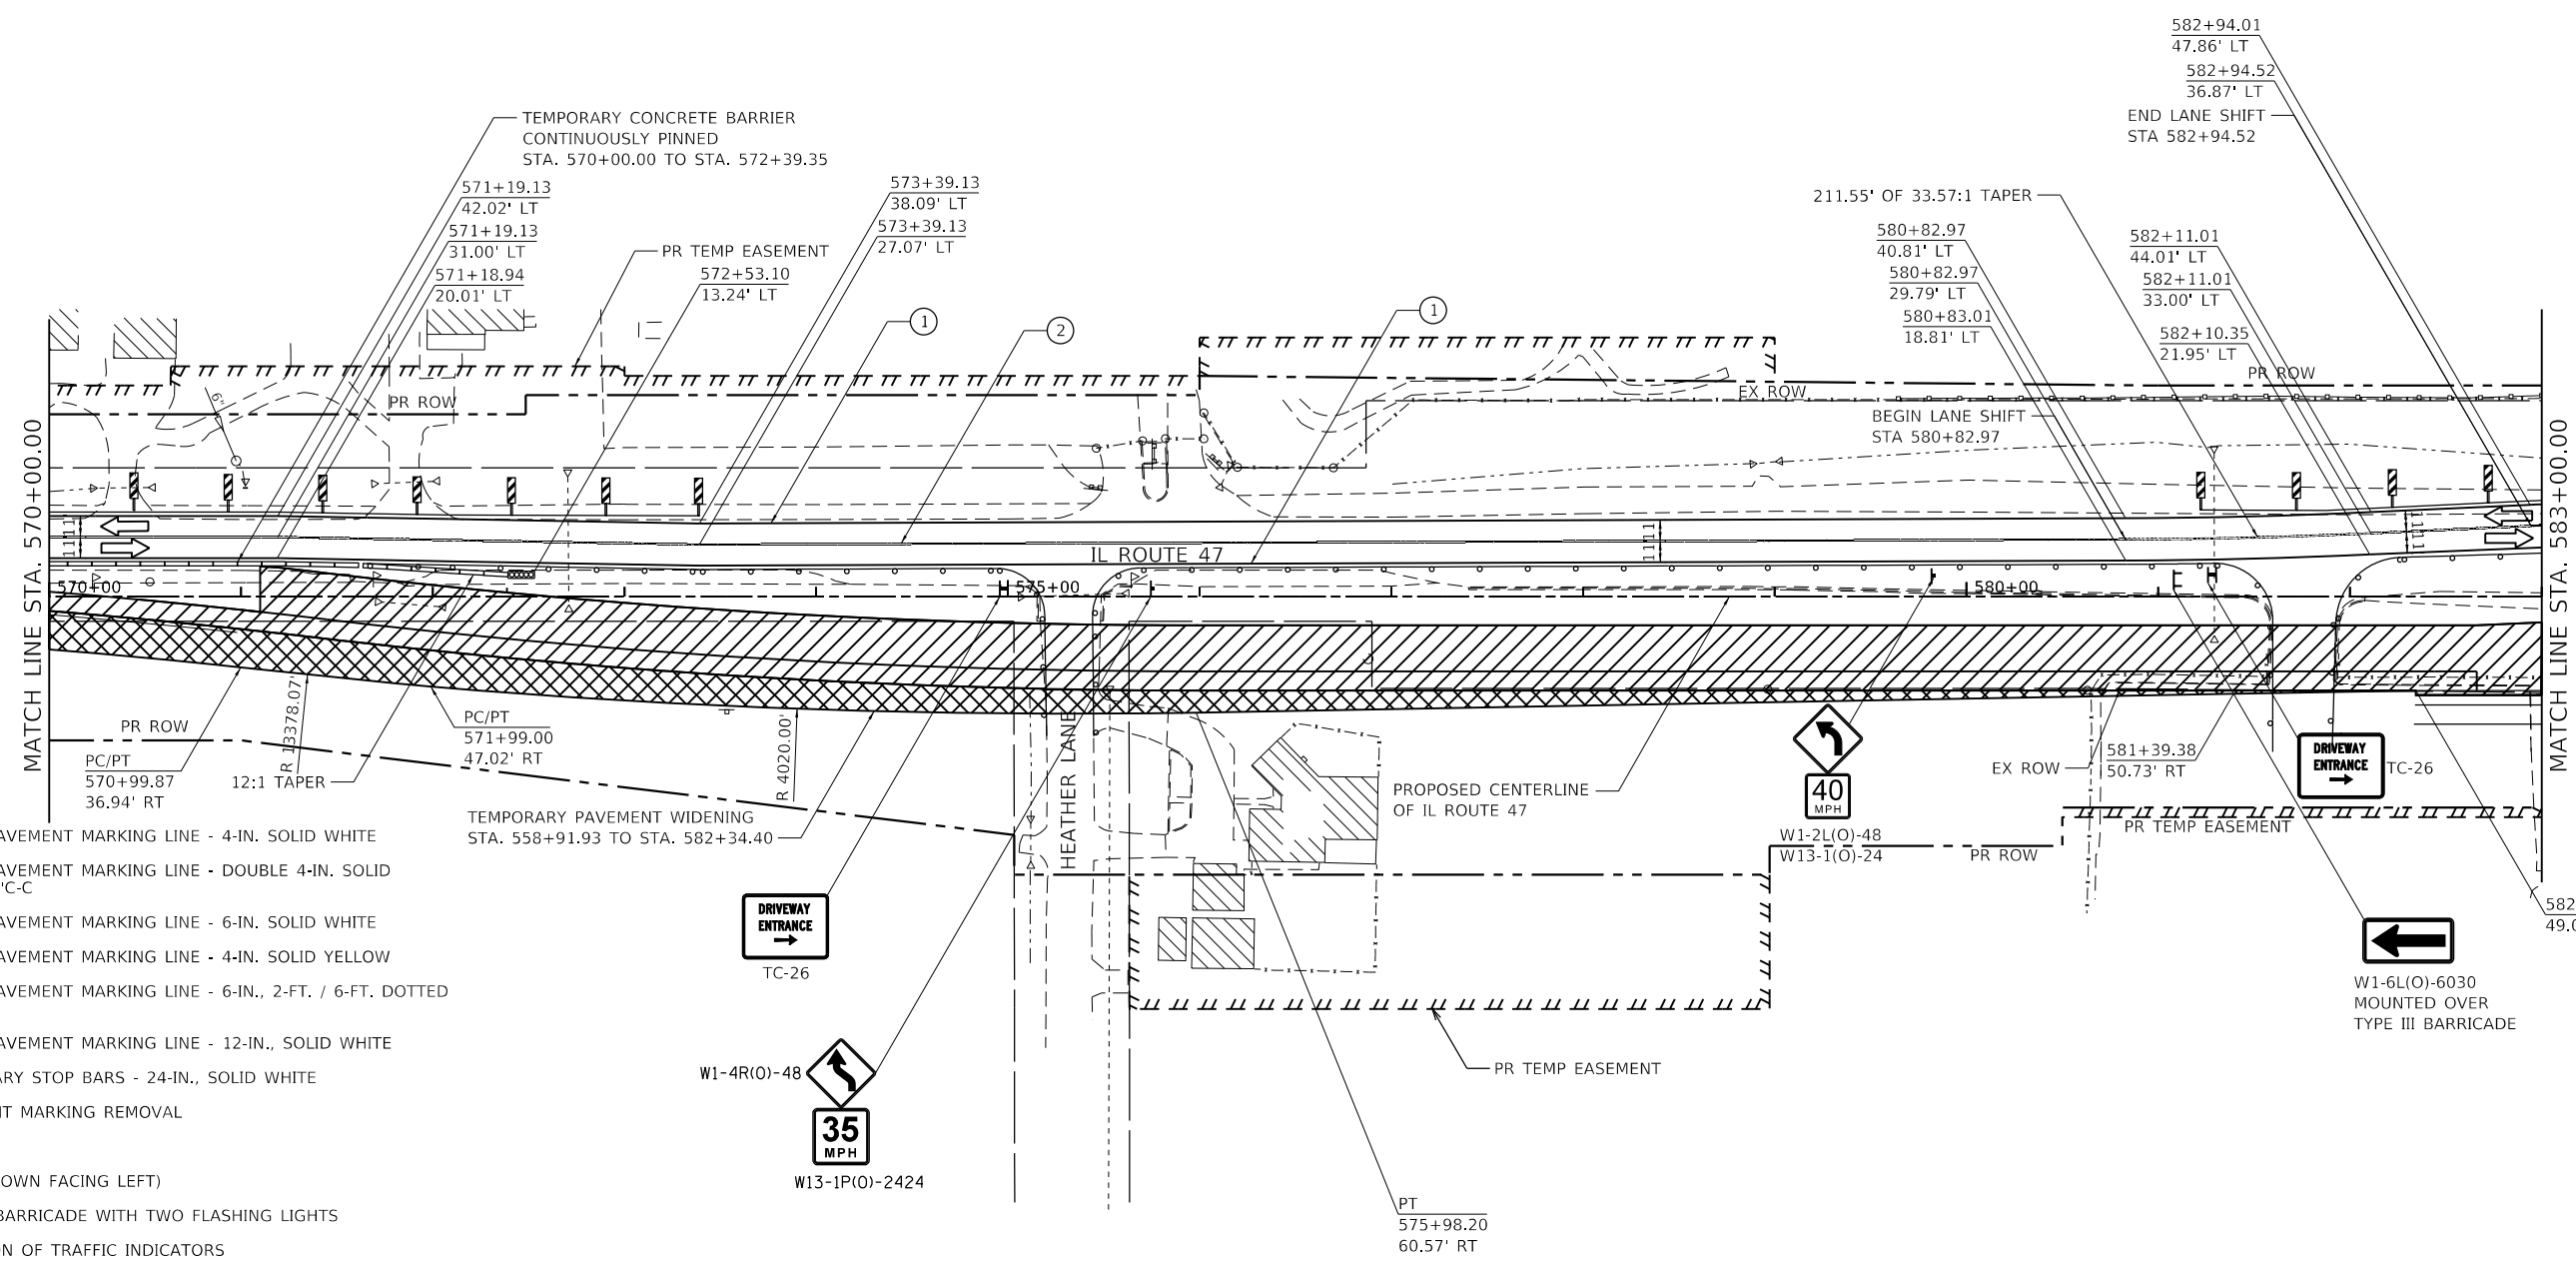 582+94.01
47.86' LT
582+94.52
36.87' LT
END LANE SHIFT
STA 582+94.52
TEMPORARY CONCRETE BARRIER
CONTINUOUSLY PINNED
STA. 570+00.00 TO STA. 572+39.35
571+19.13
42.02' LT
571+19.13
31.00' LT
571+18.94
20.01' LT
573+39.13
38.09' LT
573+39.13
27.07' LT
PR TEMP EASEMENT
572+53.10
13.24' LT
211.55' OF 33.57:1 TAPER
580+82.97
40.81' LT
580+82.97
29.79' LT
580+83.01
18.81' LT
582+11.01
44.01' LT
582+11.01
33.00' LT
582+10.35
21.95' LT
1
2
1
PR ROW
EX ROW
PR ROW
6"
BEGIN LANE SHIFT
STA 580+82.97
MATCH LINE STA. 570+00.00
MATCH LINE STA. 583+00.00
11'
11'
11
11
11
11
IL ROUTE 47
570+00
575+00
580+00
PR ROW
PC/PT
570+99.87
36.94' RT
R 13378.07'
12:1 TAPER
PC/PT
571+99.00
47.02' RT
TEMPORARY PAVEMENT WIDENING
STA. 558+91.93 TO STA. 582+34.40
R 4020.00'
HEATHER LANE
PROPOSED CENTERLINE
OF IL ROUTE 47
40
MPH
W1-2L(O)-48
W13-1(O)-24
EX ROW
581+39.38
50.73' RT
DRIVEWAY
ENTRANCE
TC-26
PR TEMP EASEMENT
PR ROW
582
49.0
AVEMENT MARKING LINE - 4-IN. SOLID WHITE
AVEMENT MARKING LINE - DOUBLE 4-IN. SOLID
'C-C
AVEMENT MARKING LINE - 6-IN. SOLID WHITE
AVEMENT MARKING LINE - 4-IN. SOLID YELLOW
AVEMENT MARKING LINE - 6-IN., 2-FT. / 6-FT. DOTTED
AVEMENT MARKING LINE - 12-IN., SOLID WHITE
ARY STOP BARS - 24-IN., SOLID WHITE
NT MARKING REMOVAL
OWN FACING LEFT)
BARRICADE WITH TWO FLASHING LIGHTS
ON OF TRAFFIC INDICATORS
DRIVEWAY
ENTRANCE
TC-26
W1-4R(O)-48
35
MPH
W13-1P(O)-2424
W1-6L(O)-6030
MOUNTED OVER
TYPE III BARRICADE
PR TEMP EASEMENT
PT
575+98.20
60.57' RT